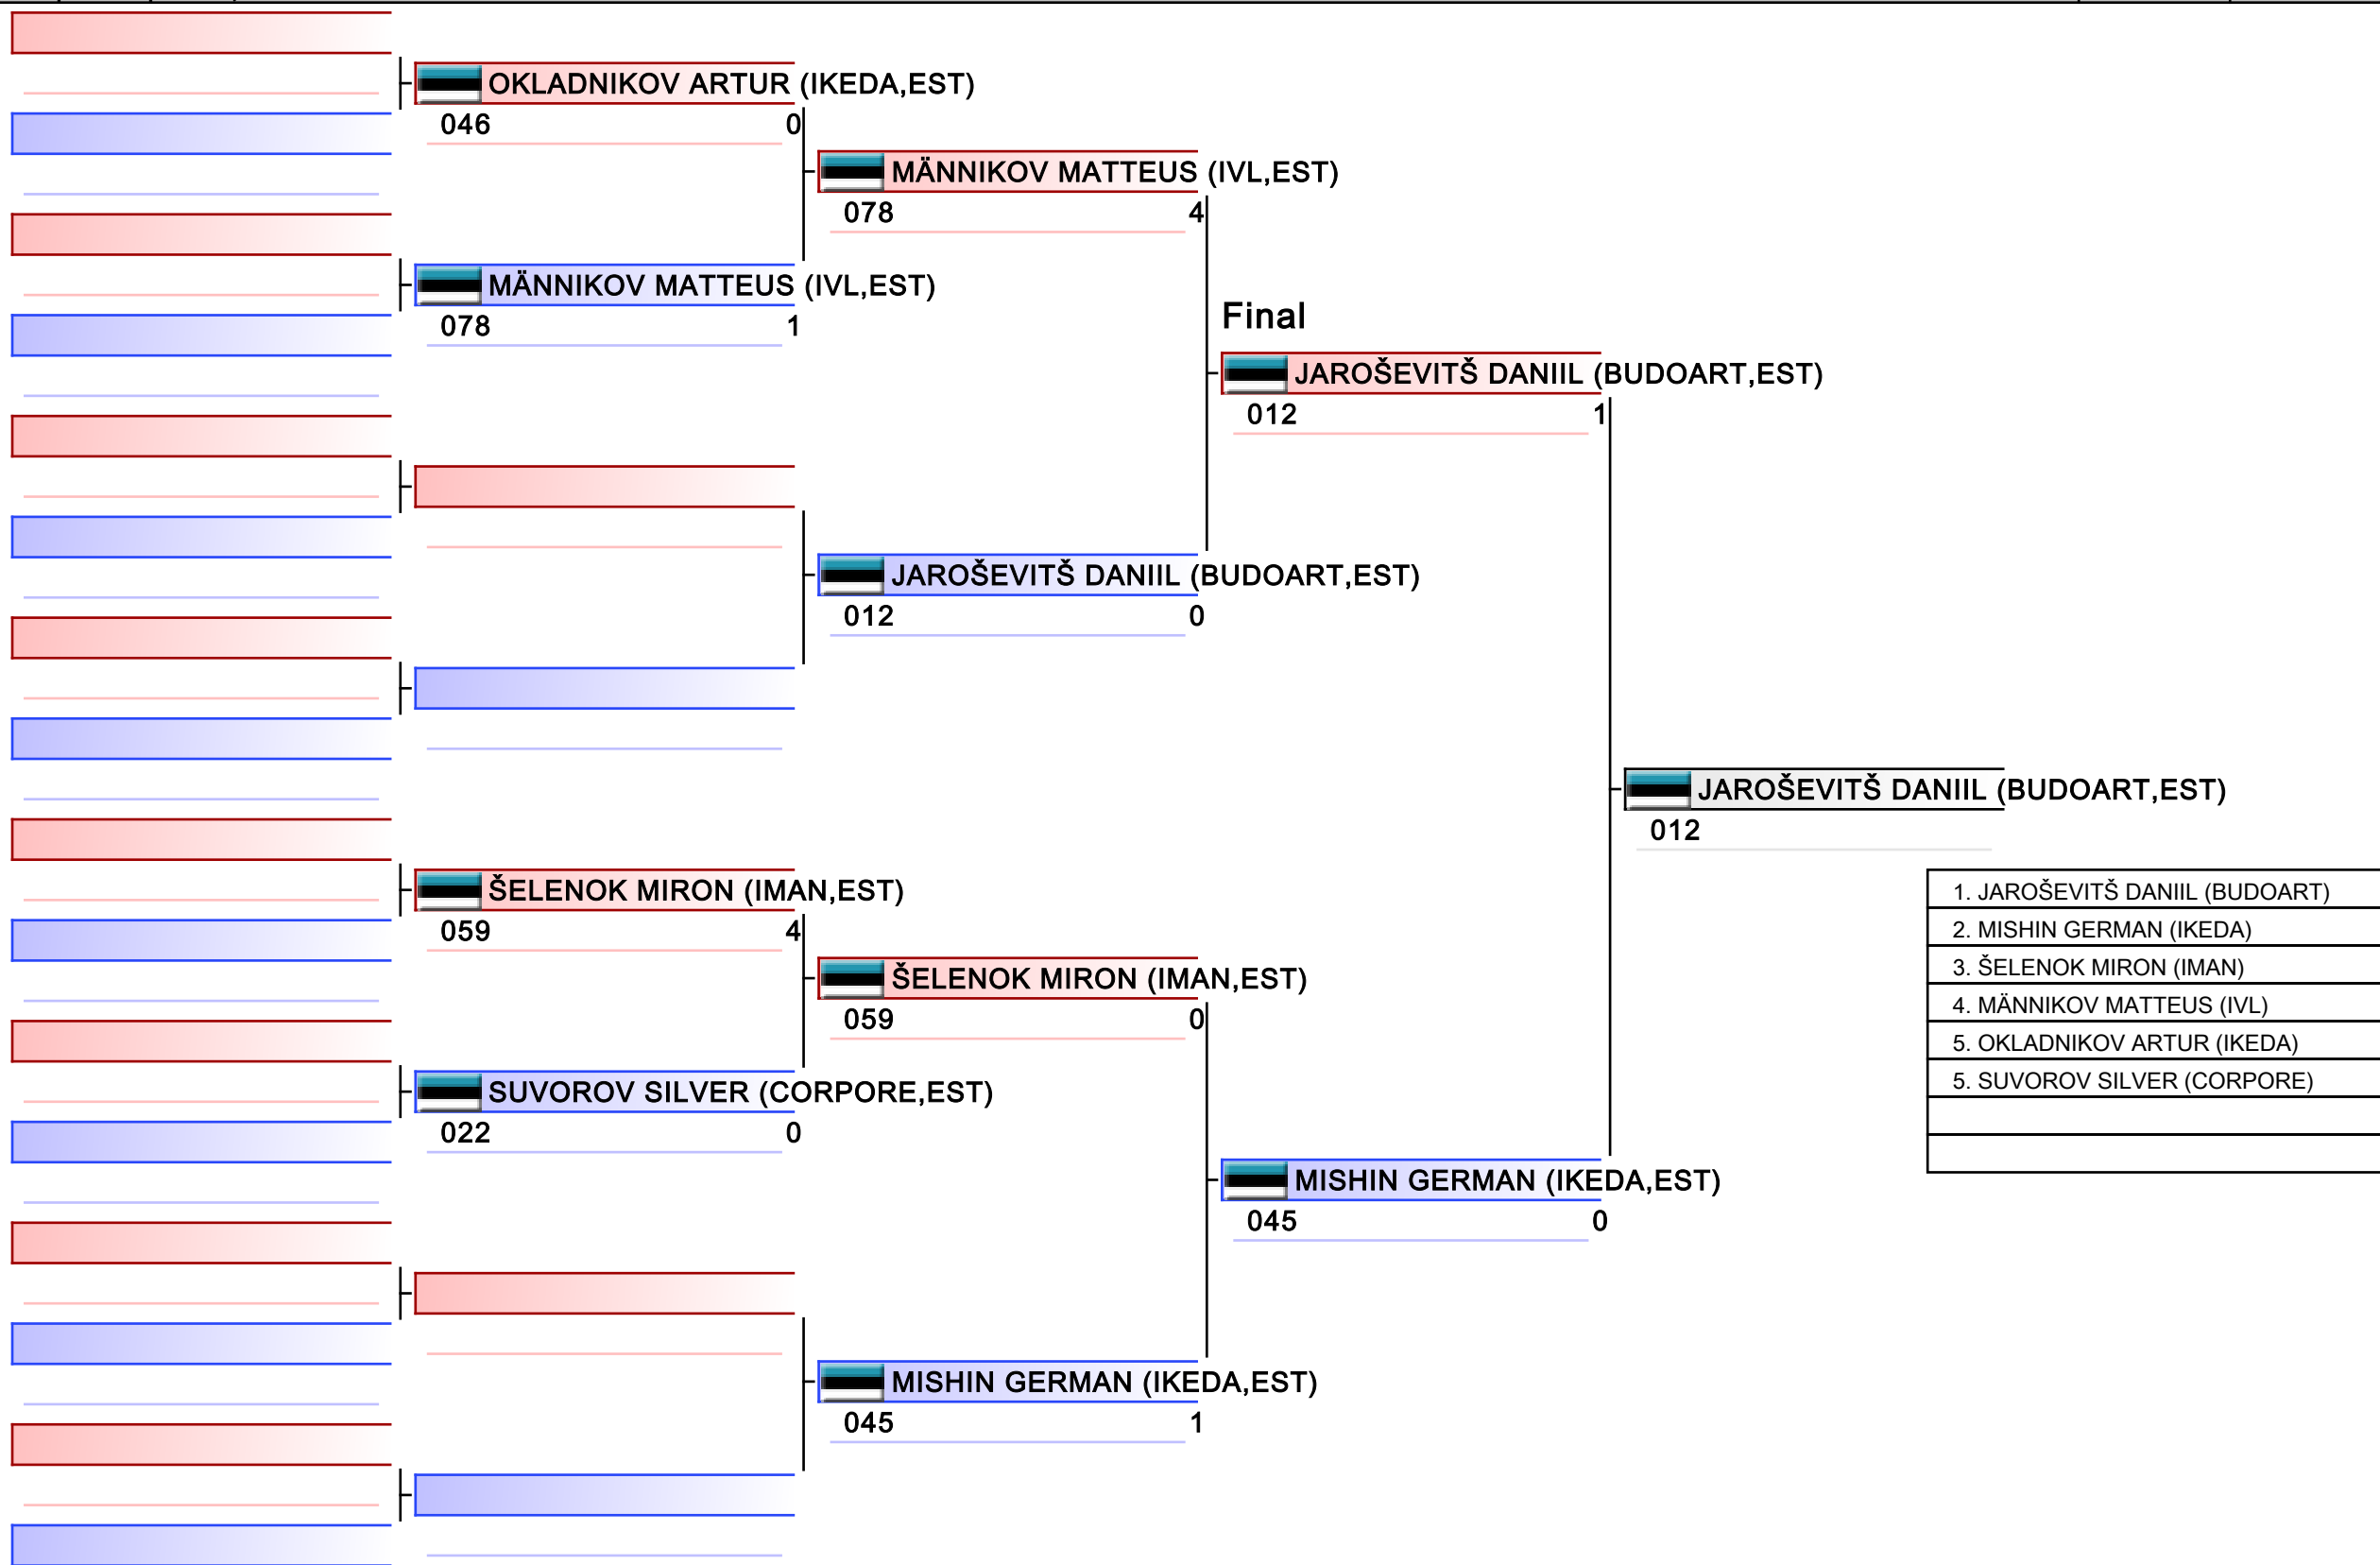 OKLADNIKOV ARTUR (IKEDA,EST)
046 0
MÄNNIKOV MATTEUS (IVL,EST)
078 4
MÄNNIKOV MATTEUS (IVL,EST)
078 1
Final
JAROŠEVITŠ DANIIL (BUDOART,EST)
012 1
JAROŠEVITŠ DANIIL (BUDOART,EST)
012 0
JAROŠEVITŠ DANIIL (BUDOART,EST)
012
ŠELENOK MIRON (IMAN,EST)
059 4
ŠELENOK MIRON (IMAN,EST)
059 0
SUVOROV SILVER (CORPORE,EST)
022 0
MISHIN GERMAN (IKEDA,EST)
045 0
MISHIN GERMAN (IKEDA,EST)
045 1
1. JAROŠEVITŠ DANIIL (BUDOART)
2. MISHIN GERMAN (IKEDA)
3. ŠELENOK MIRON (IMAN)
4. MÄNNIKOV MATTEUS (IVL)
5. OKLADNIKOV ARTUR (IKEDA)
5. SUVOROV SILVER (CORPORE)